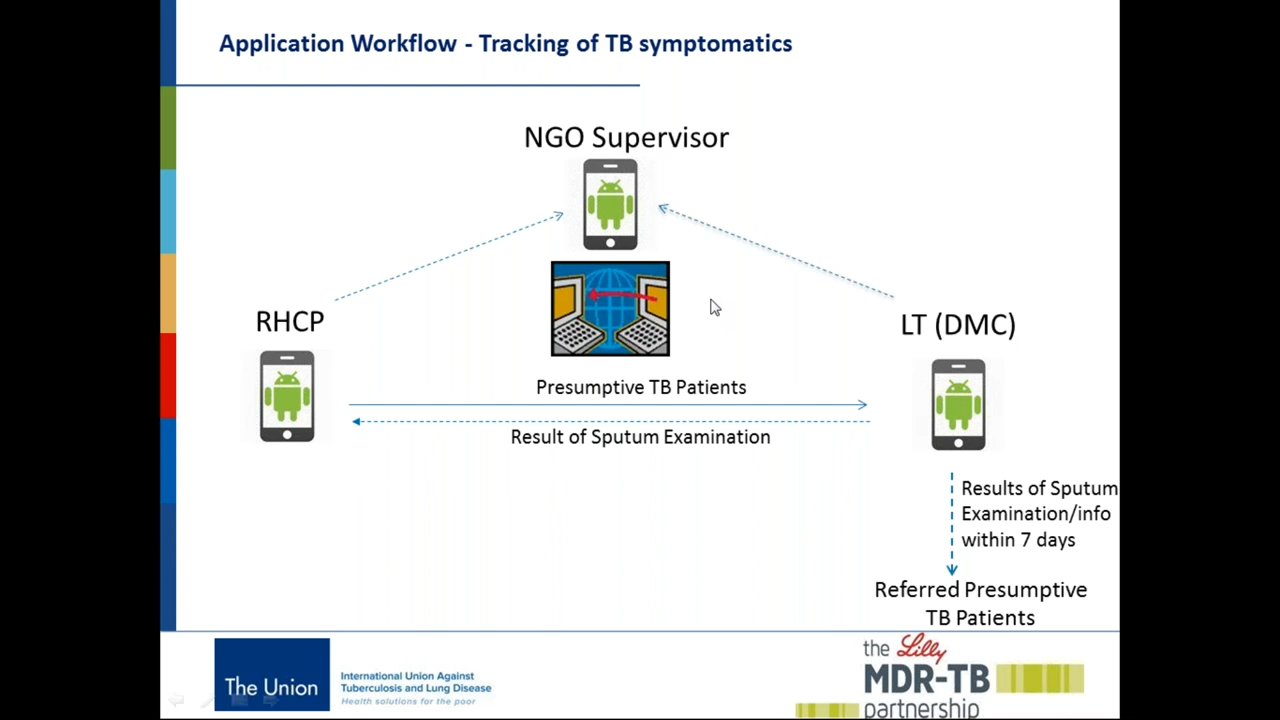 Application Workflow - Tracking of TB symptomatics
NGO Supervisor
RHCP
LT (DMC)
Presumptive TB Patients
Result of Sputum Examination
Results of Sputum
Examination/info
within 7 days
Referred Presumptive
TB Patients
The Union
International Union Against
Tuberculosis and Lung Disease
Health solutions for the poor
the Lilly
MDR-TB
partnership